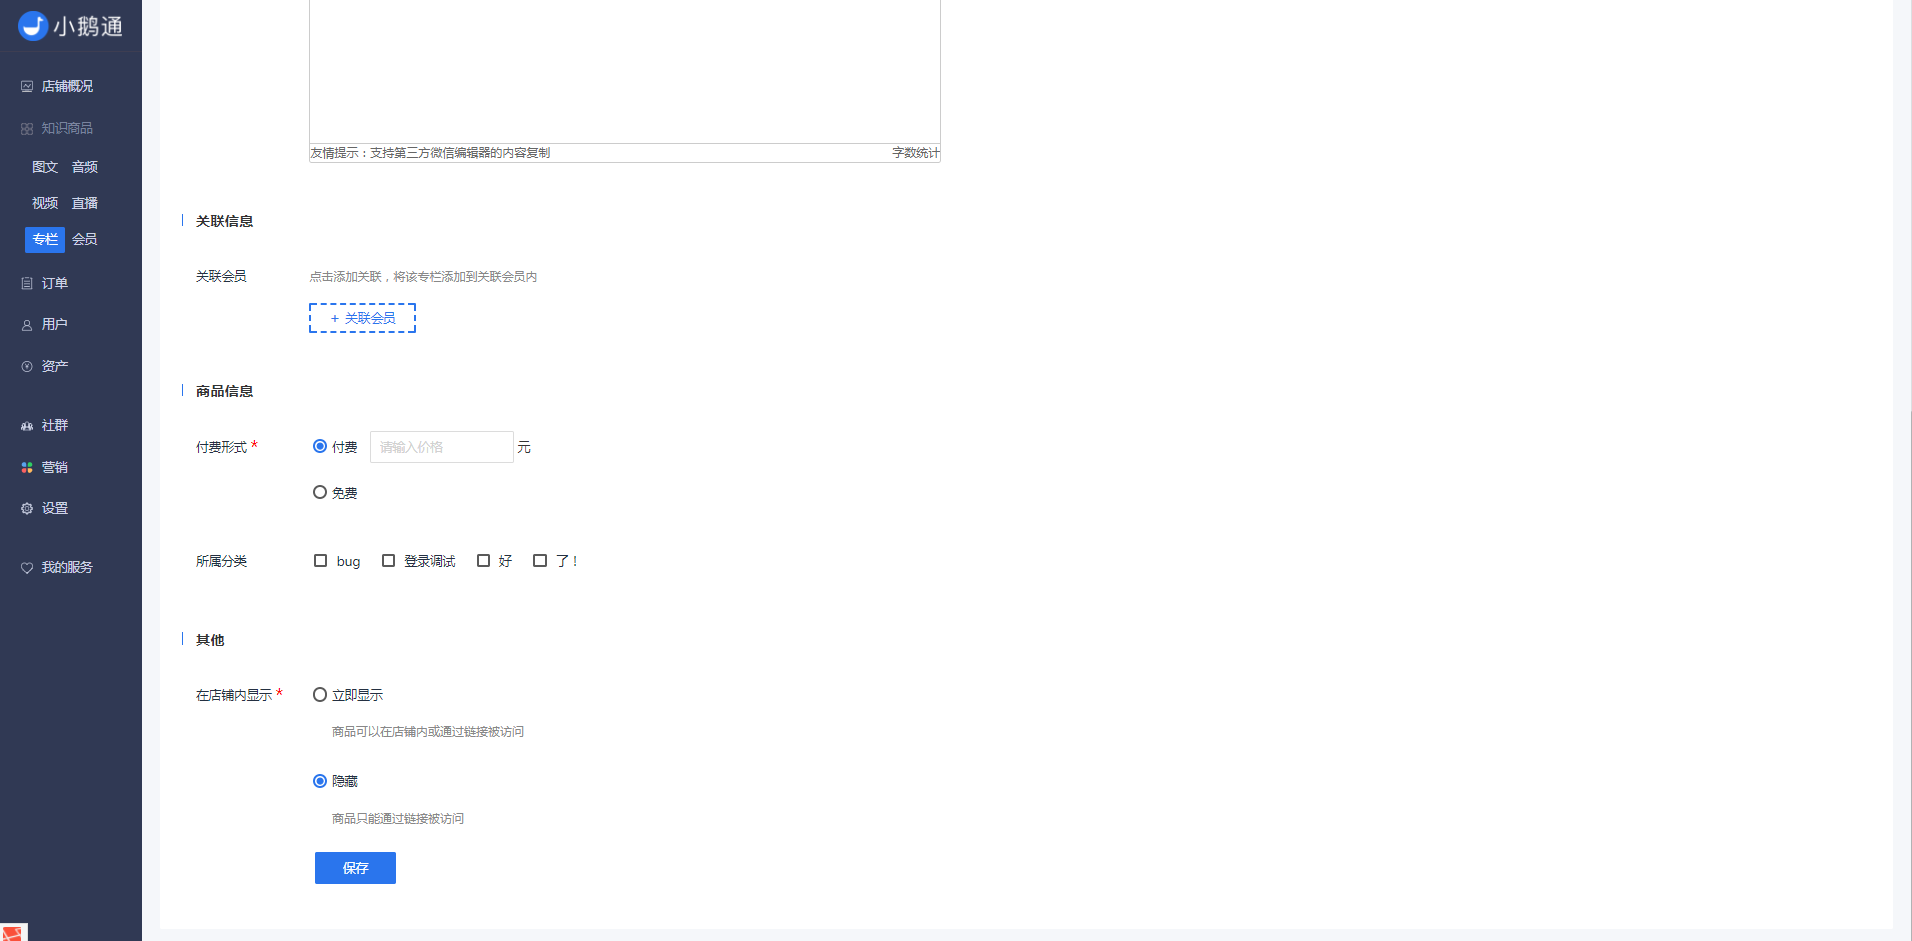 小鹅通
店铺概况
知识商品
图文 音频
视频 直播
专栏 会员
订单
用户
资产
社群
营销
设置
我的服务
友情提示：支持第三方微信编辑器的内容复制 字数统计
关联信息
关联会员 点击添加关联，将该专栏添加到关联会员内
+ 关联会员
商品信息
付费形式 * 付费 请输入价格 元
免费
所属分类 bug 登录调试 好 了！
其他
在店铺内显示 * 立即显示
商品可以在店铺内或通过链接被访问
隐藏
商品只能通过链接被访问
保存